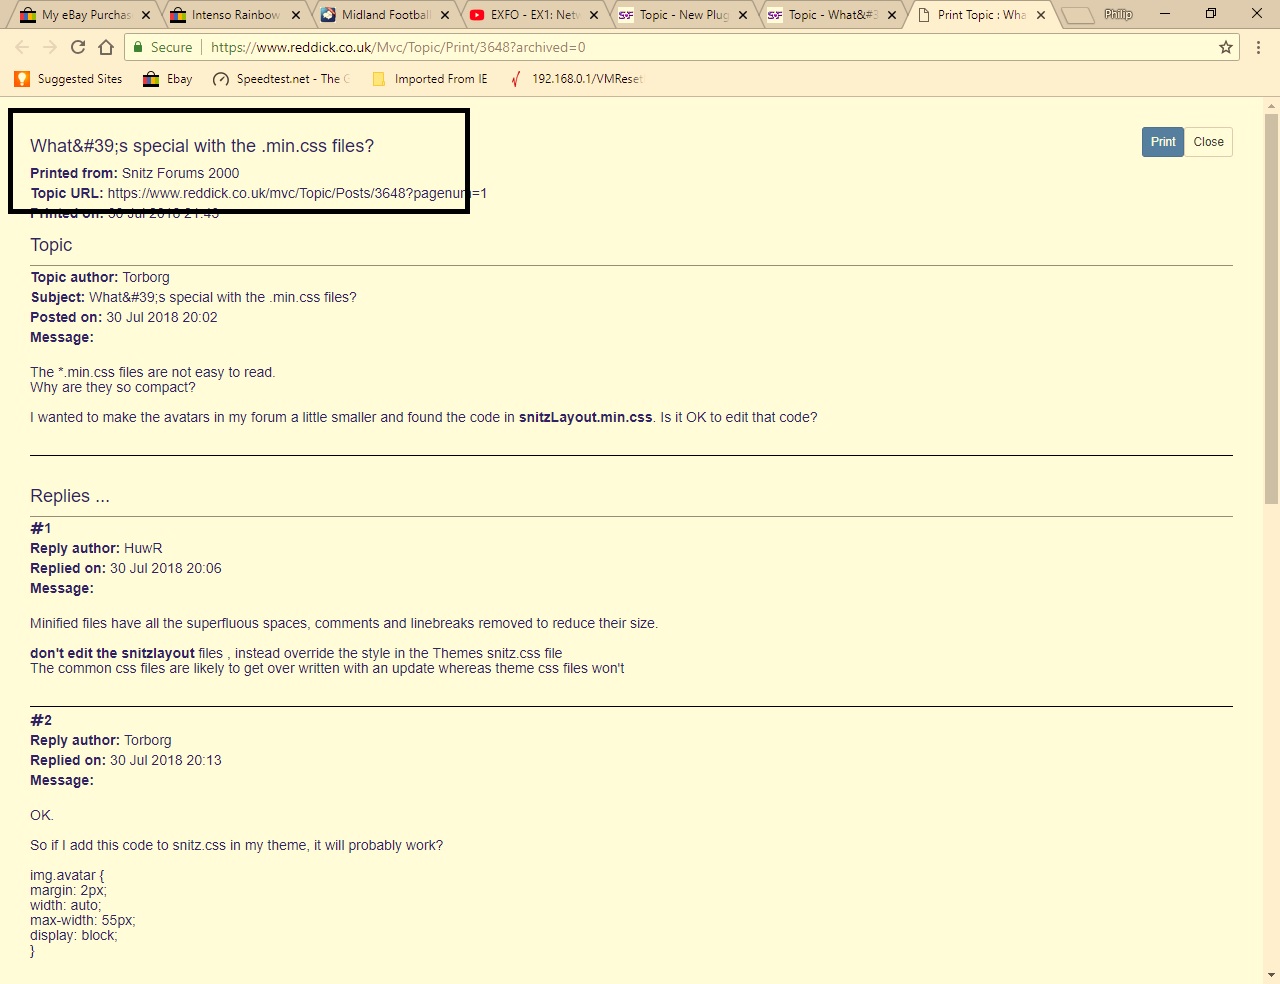 My eBay Purchas
Intenso Rainbow
Midland Football
EXFO - EX1: Netw
Topic - New Plug
Topic - What&#3
Print Topic : Wha
Philip
Secure
https://www.reddick.co.uk/Mvc/Topic/Print/3648?archived=0
Suggested Sites
Ebay
Speedtest.net - The G
Imported From IE
192.168.0.1/VMReset
What&#39;s special with the .min.css files?
Print
Close
Printed from: Snitz Forums 2000
Topic URL: https://www.reddick.co.uk/mvc/Topic/Posts/3648?pagenum=1
Printed on: 30 Jul 2018 21:43
Topic
Topic author: Torborg
Subject: What&#39;s special with the .min.css files?
Posted on: 30 Jul 2018 20:02
Message:
The *.min.css files are not easy to read.
Why are they so compact?
I wanted to make the avatars in my forum a little smaller and found the code in snitzLayout.min.css. Is it OK to edit that code?
Replies ...
#1
Reply author: HuwR
Replied on: 30 Jul 2018 20:06
Message:
Minified files have all the superfluous spaces, comments and linebreaks removed to reduce their size.
don't edit the snitzlayout files , instead override the style in the Themes snitz.css file
The common css files are likely to get over written with an update whereas theme css files won't
#2
Reply author: Torborg
Replied on: 30 Jul 2018 20:13
Message:
OK.
So if I add this code to snitz.css in my theme, it will probably work?
img.avatar {
margin: 2px;
width: auto;
max-width: 55px;
display: block;
}